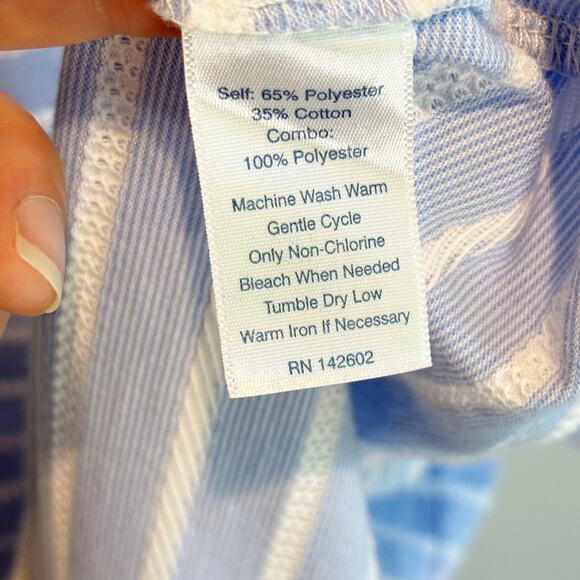 Self: 65% Polyester
35% Cotton
Combo:
100% Polyester
Machine Wash Warm
Gentle Cycle
Only Non-Chlorine
Bleach When Needed
Tumble Dry Low
Warm Iron If Necessary
RN 142602